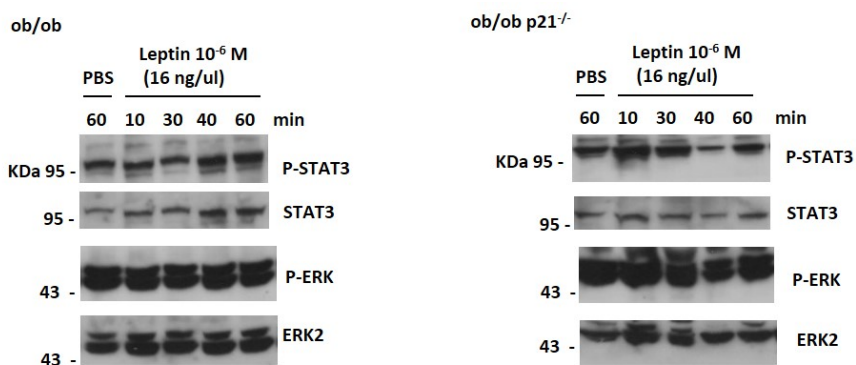 ob/ob
Leptin 10⁻⁶ M
PBS (16 ng/ul)
60 10 30 40 60 min
KDa 95 - P-STAT3
95 - STAT3
43 - P-ERK
43 - ERK2
ob/ob p21⁻/⁻
Leptin 10⁻⁶ M
PBS (16 ng/ul)
60 10 30 40 60 min
KDa 95 - P-STAT3
95 - STAT3
43 - P-ERK
43 - ERK2